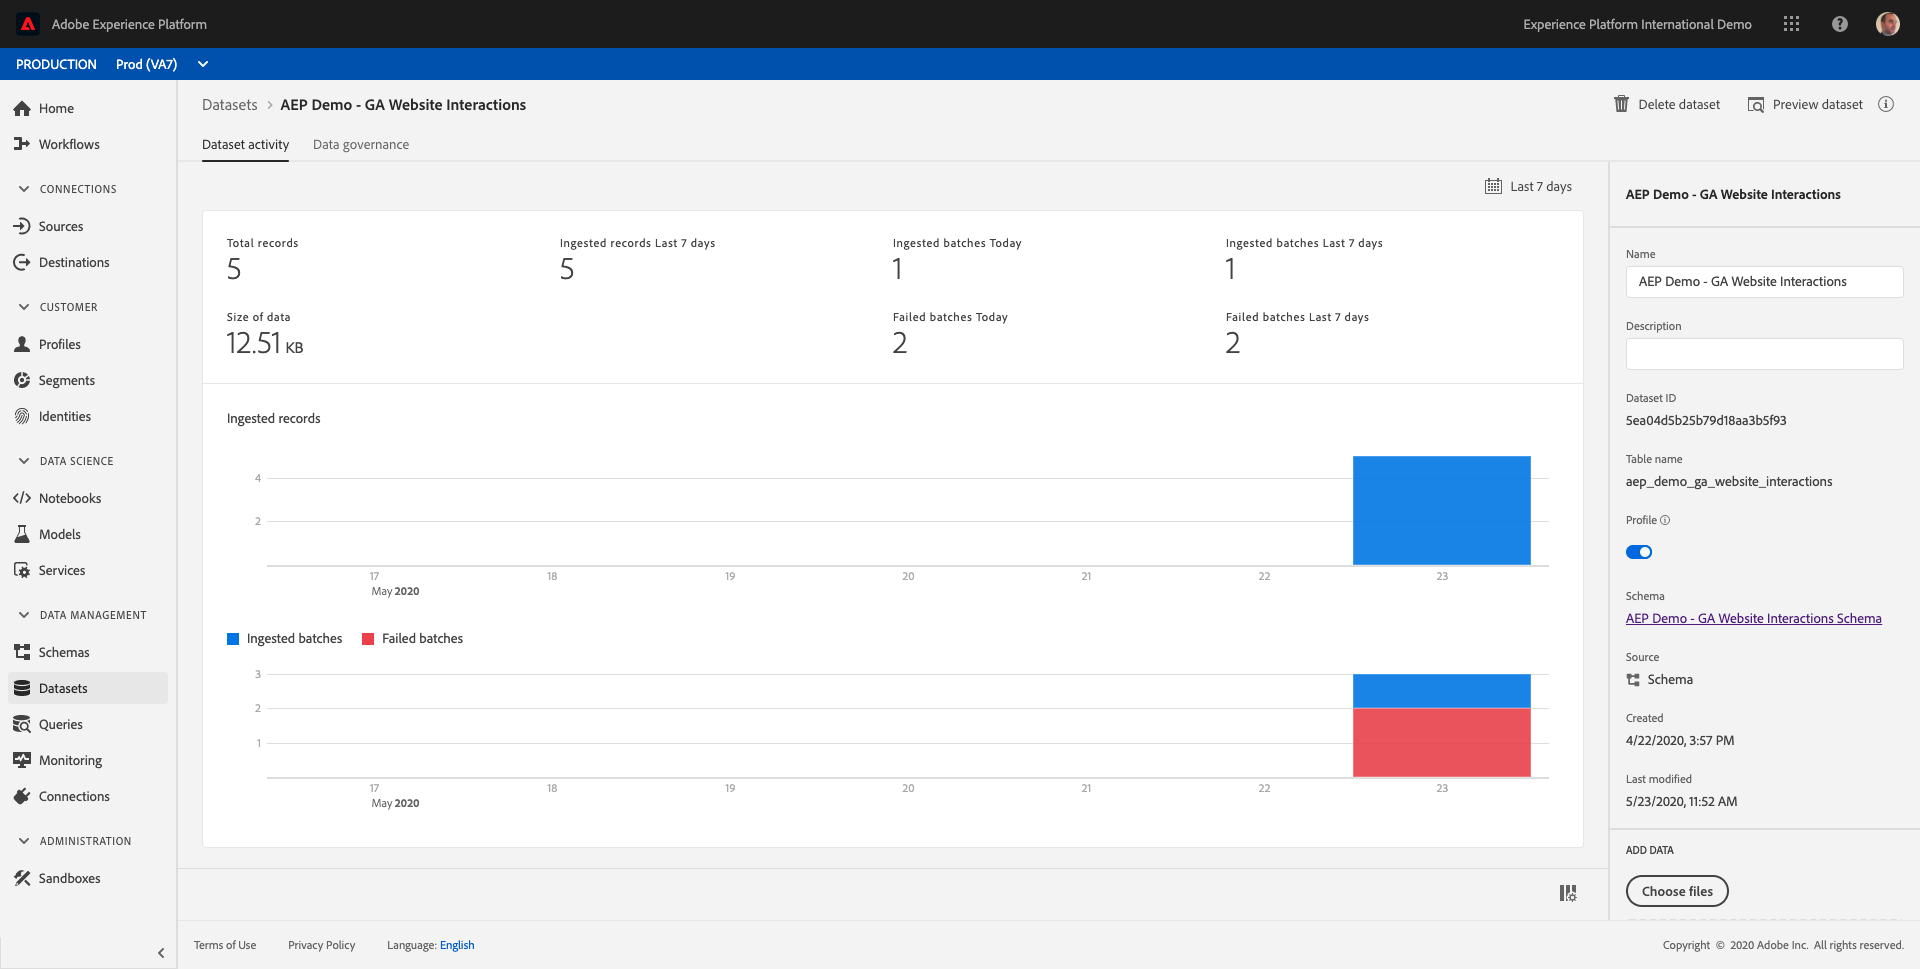 Adobe Experience Platform
Experience Platform International Demo
PRODUCTION Prod (VA7)
Home
Workflows
CONNECTIONS
Sources
Destinations
CUSTOMER
Profiles
Segments
Identities
DATA SCIENCE
Notebooks
Models
Services
DATA MANAGEMENT
Schemas
Datasets
Queries
Monitoring
Connections
ADMINISTRATION
Sandboxes
Datasets > AEP Demo - GA Website Interactions
Delete dataset
Preview dataset
Dataset activity
Data governance
Last 7 days
Total records
5
Ingested records Last 7 days
5
Ingested batches Today
1
Ingested batches Last 7 days
1
Size of data
12.51 KB
Failed batches Today
2
Failed batches Last 7 days
2
Ingested records
4
2
17 18 19 20 21 22 23
May 2020
Ingested batches Failed batches
3
2
1
17 18 19 20 21 22 23
May 2020
AEP Demo - GA Website Interactions
Name
AEP Demo - GA Website Interactions
Description
Dataset ID
5ea04d5b25b79d18aa3b5f93
Table name
aep_demo_ga_website_interactions
Profile
Schema
AEP Demo - GA Website Interactions Schema
Source
Schema
Created
4/22/2020, 3:57 PM
Last modified
5/23/2020, 11:52 AM
ADD DATA
Choose files
Terms of Use
Privacy Policy
Language: English
Copyright © 2020 Adobe Inc. All rights reserved.